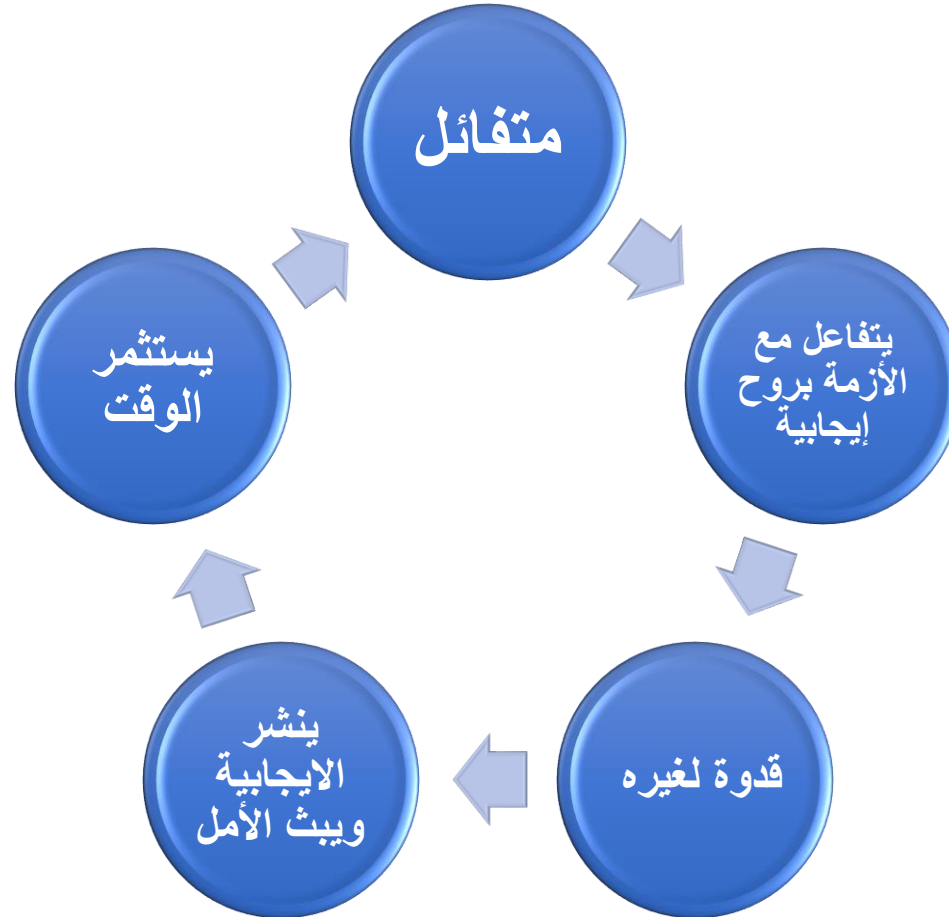 متفائل
يتفاعل مع
الأزمة بروح
إيجابية
قدوة لغيره
ينشر
الايجابية
ويبث الأمل
يستثمر
الوقت